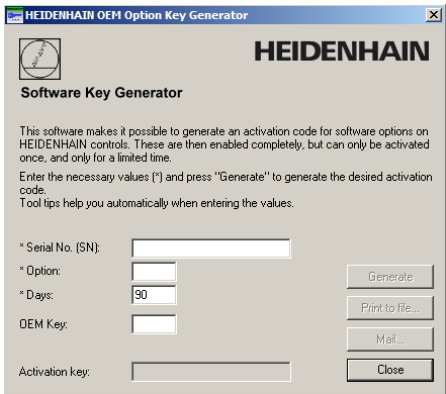 HEIDENHAIN OEM Option Key Generator
HEIDENHAIN
Software Key Generator
This software makes it possible to generate an activation code for software options on
HEIDENHAIN controls. These are then enabled completely, but can only be activated
once, and only for a limited time.
Enter the necessary values (*) and press "Generate" to generate the desired activation
code.
Tool tips help you automatically when entering the values.
* Serial No. (SN):
* Option:
Generate
* Days: 90
Print to file...
OEM Key:
Mail...
Activation key:
Close